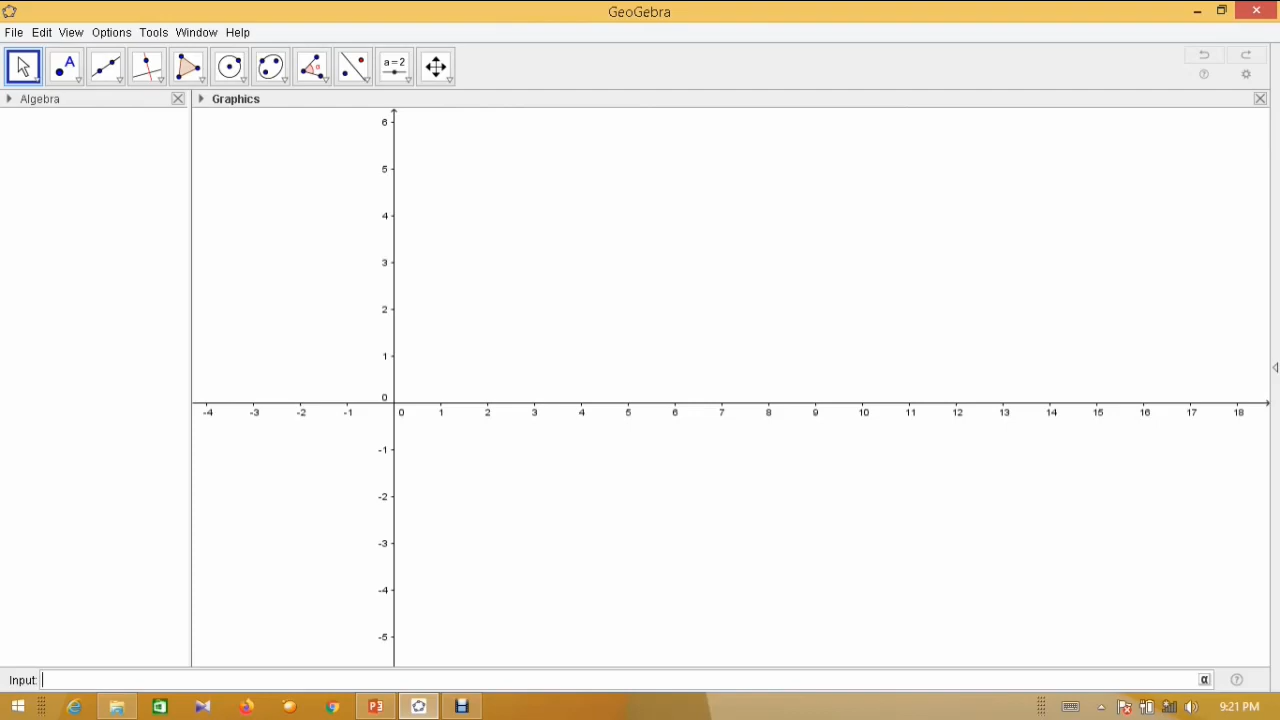 GeoGebra
File Edit View Options Tools Window Help
A
α
a=2
Algebra
Graphics
6
5
4
3
2
1
0
-4 -3 -2 -1 0 1 2 3 4 5 6 7 8 9 10 11 12 13 14 15 16 17 18
-1
-2
-3
-4
-5
Input:
α
9:21 PM